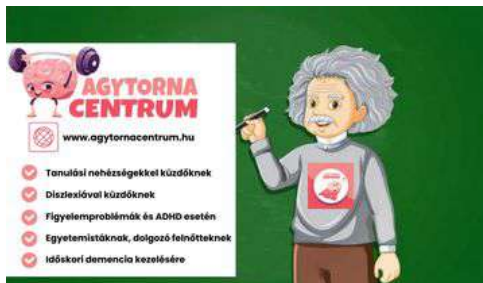 AGYTORNA
CENTRUM
www.agytornacentrum.hu
Tanulási nehézségekkel küzdőknek
Diszlexiával küzdőknek
Figyelemproblémák és ADHD esetén
Egyetemistáknak, dolgozó felnőtteknek
Időskori demencia kezelésére